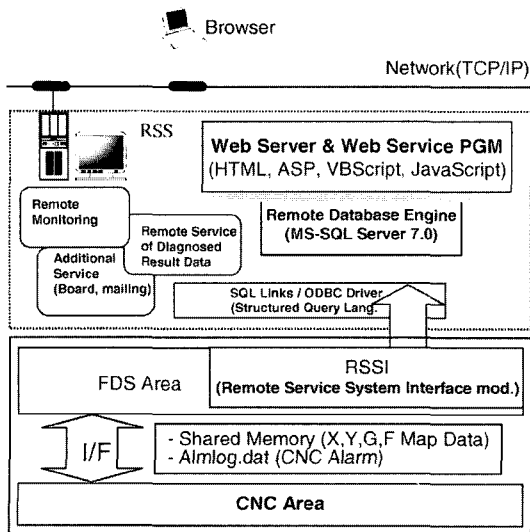 Browser
Network(TCP/IP)
RSS
Web Server & Web Service PGM
(HTML, ASP, VBScript, JavaScript)
Remote
Monitoring
Remote Service
of Diagnosed
Result Data
Additional
Service
(Board, mailing)
Remote Database Engine
(MS-SQL Server 7.0)
SQL Links / ODBC Driver
(Structured Query Lang.
FDS Area
RSSI
(Remote Service System Interface mod.)
I/F
- Shared Memory (X,Y,G,F Map Data)
- Almlog.dat (CNC Alarm)
CNC Area